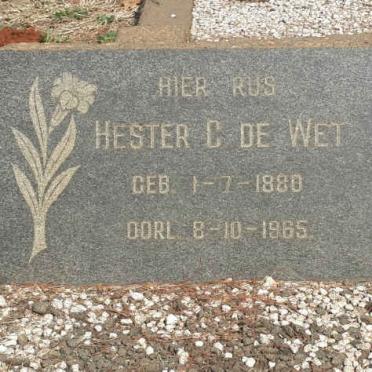 HIER RUS
HESTER C DE WET
GEB. 1-7-1880
OORL. 8-10-1965.